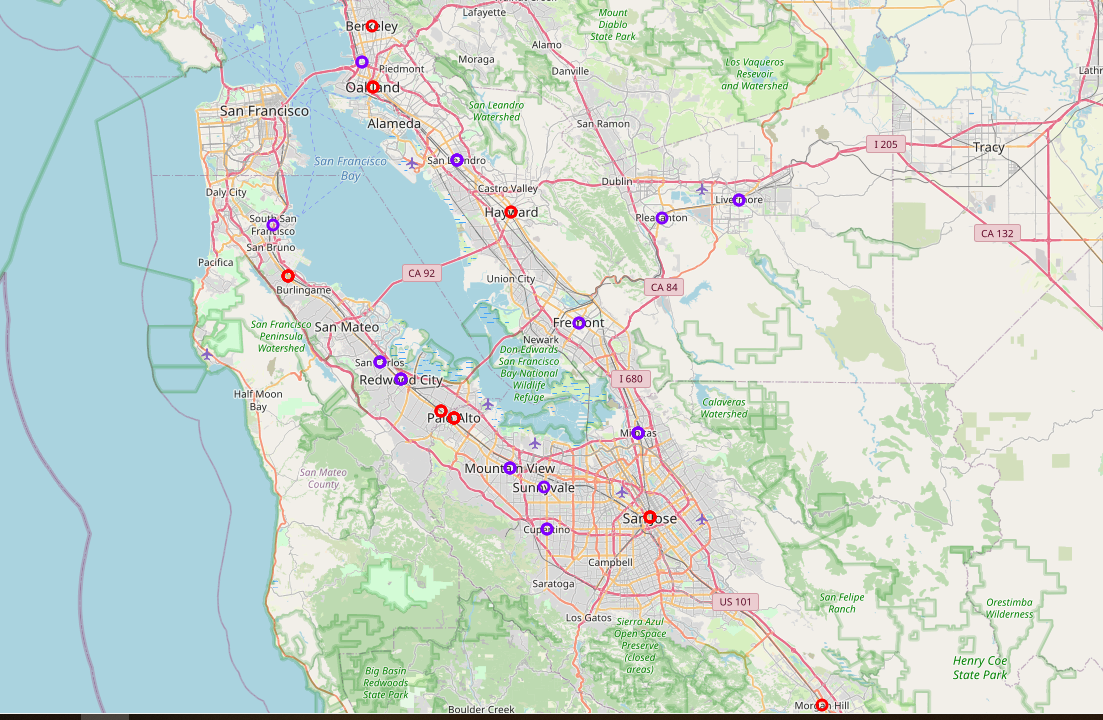 Lafayette
Mount
Diablo
State Park
Berkeley
Alamo
Moraga
Los Vaqueros
Resevoir
and Watershed
Piedmont
Danville
Lathr
Oakland
San Francisco
San Leandro
Watershed
Alameda
San Ramon
I 205
Tracy
San Francisco
Bay
San Leandro
Castro Valley
Dublin
Daly City
Livermore
Hayward
South San
Francisco
Pleasanton
CA 132
San Bruno
Pacifica
CA 92
Union City
CA 84
Burlingame
San Mateo
Fremont
San Francisco
Peninsula
Watershed
Newark
Don Edwards
San Francisco
Bay National
Wildlife
Refuge
San Carlos
Redwood City
I 680
Half Moon
Bay
Calaveras
Watershed
Palo Alto
Milpitas
San Mateo
County
Mountain View
Sunnyvale
San Jose
Cupertino
Campbell
Saratoga
US 101
San Felipe
Ranch
Orestimba
Wilderness
Los Gatos
Sierra Azul
Open Space
Preserve
(closed
areas)
Henry Coe
State Park
Big Basin
Redwoods
State Park
Boulder Creek
Morgan Hill